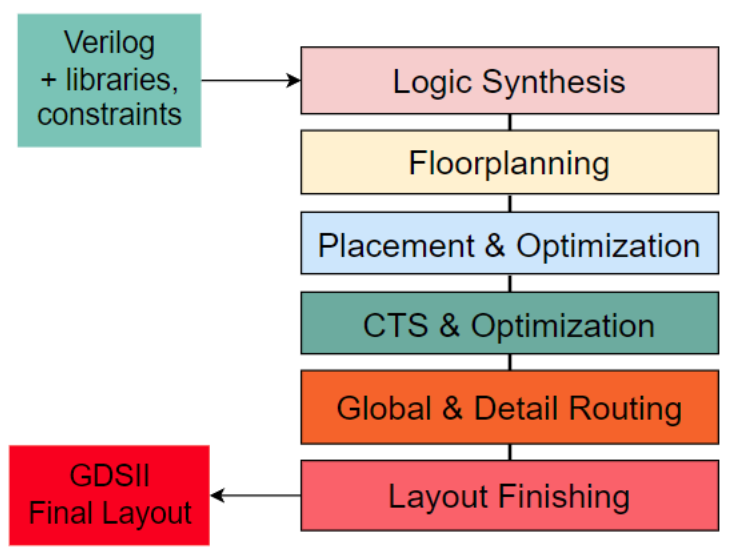 Verilog
+ libraries,
constraints
Logic Synthesis
Floorplanning
Placement & Optimization
CTS & Optimization
Global & Detail Routing
Layout Finishing
GDSII
Final Layout